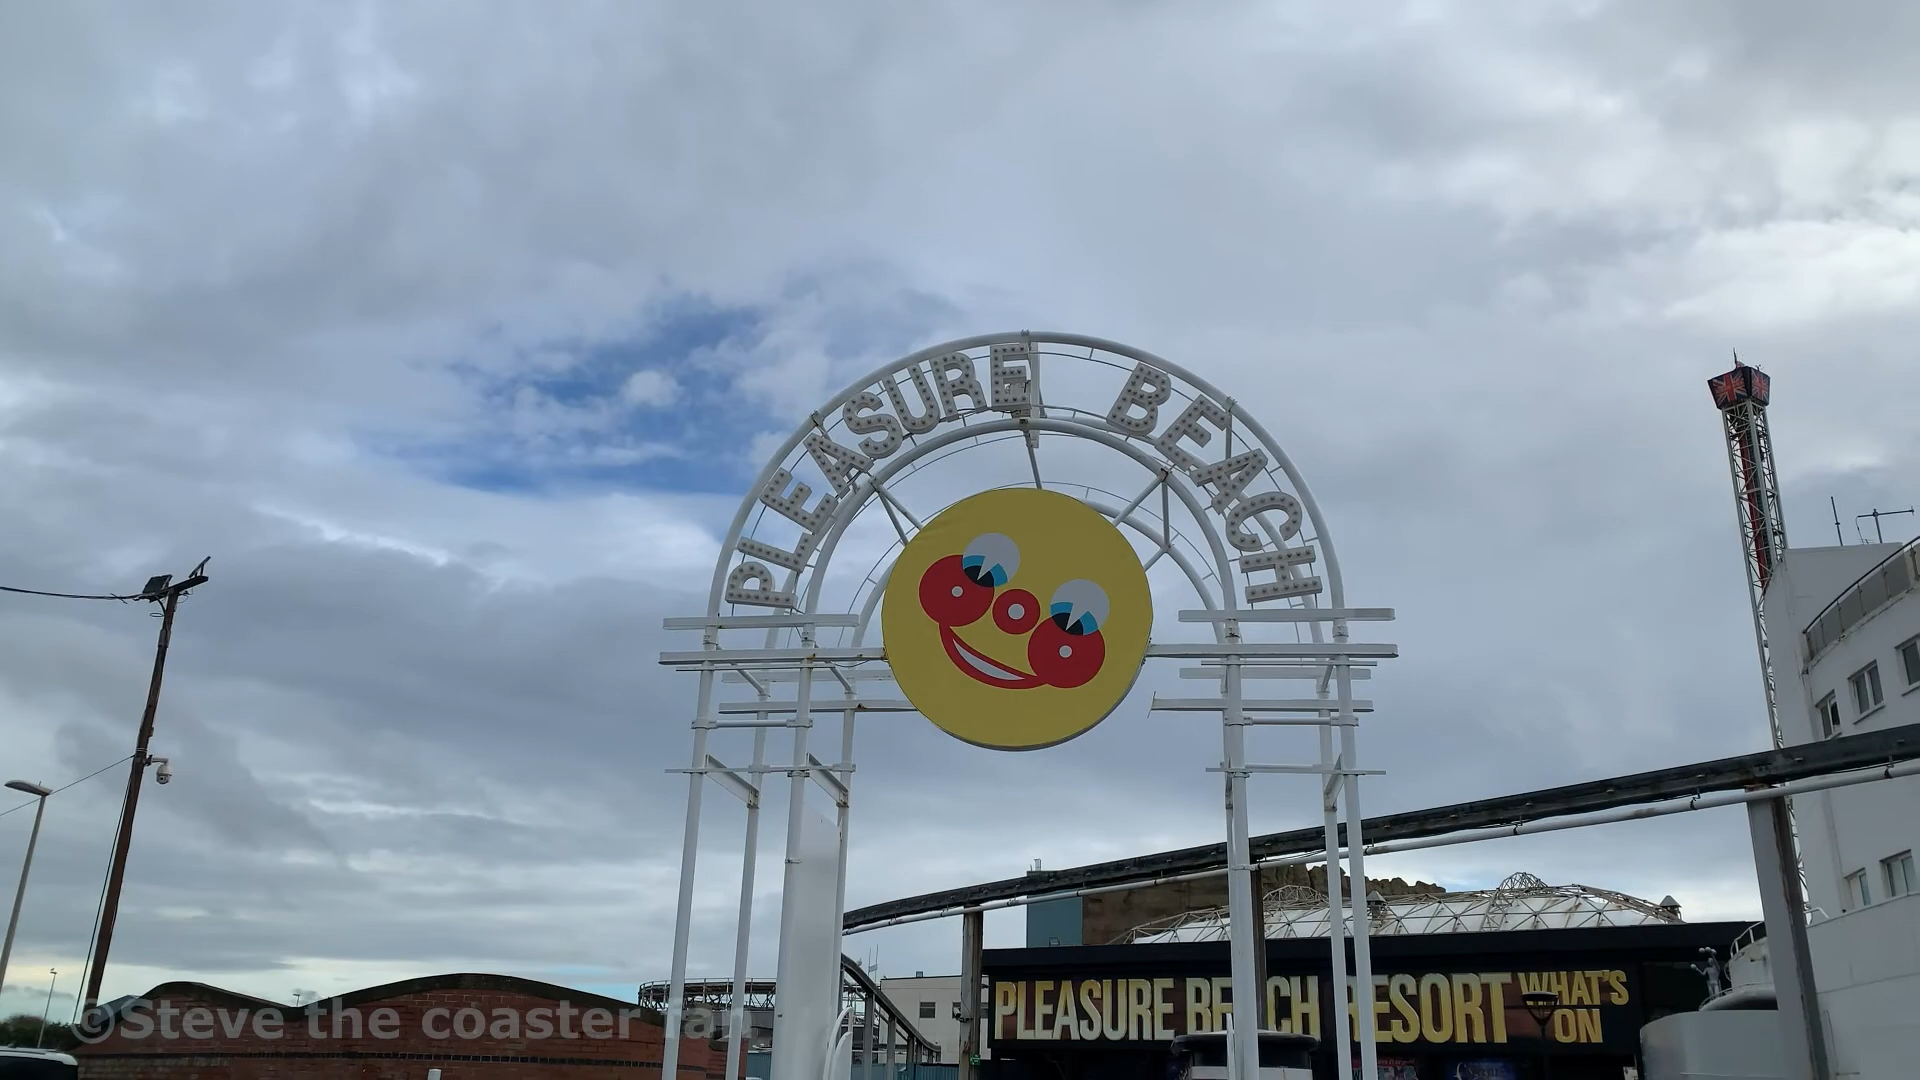 PLEASURE BEACH
PLEASURE BEACH RESORT WHAT'S
ON
©Steve the coaster fan